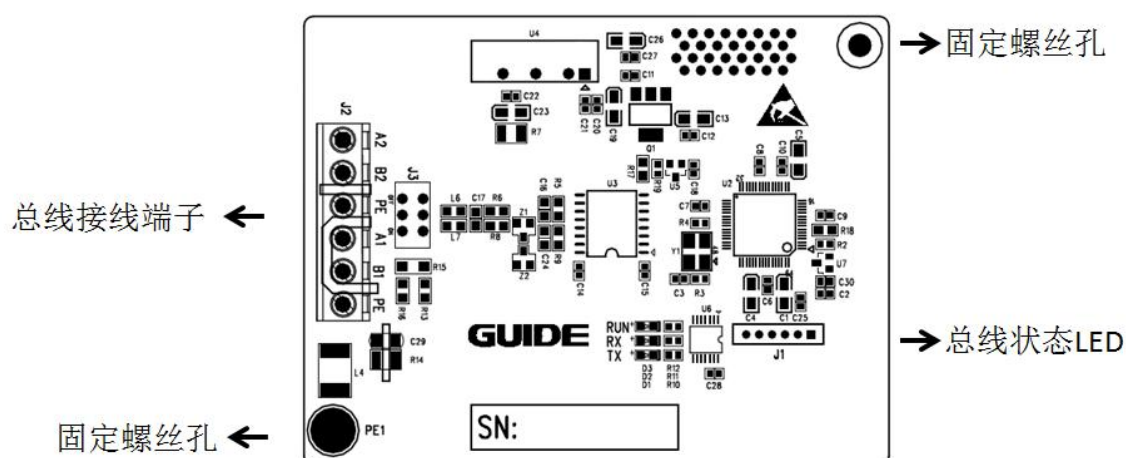 U4
C26
C27
C11
固定螺丝孔
C22
C23
R7
C21
C20
C19
C13
C12
Q1
C5
J2
A2
B2
PE
A1
B1
PE
J3
L6
C17
R6
L7
R8
Z1
Z2
C16
R5
C24
R9
U3
C14
C15
R17
R19
U5
C18
C8
C10
U2
C7
R4
Y1
C3
R3
C9
R18
R2
U7
C30
C2
C6
C4
C1
C25
总线接线端子
R15
R16
R13
C29
R14
L4
GUIDE
RUN
RX
TX
D3
D2
D1
R12
R11
R10
U6
C28
J1
总线状态LED
固定螺丝孔
PE1
SN: